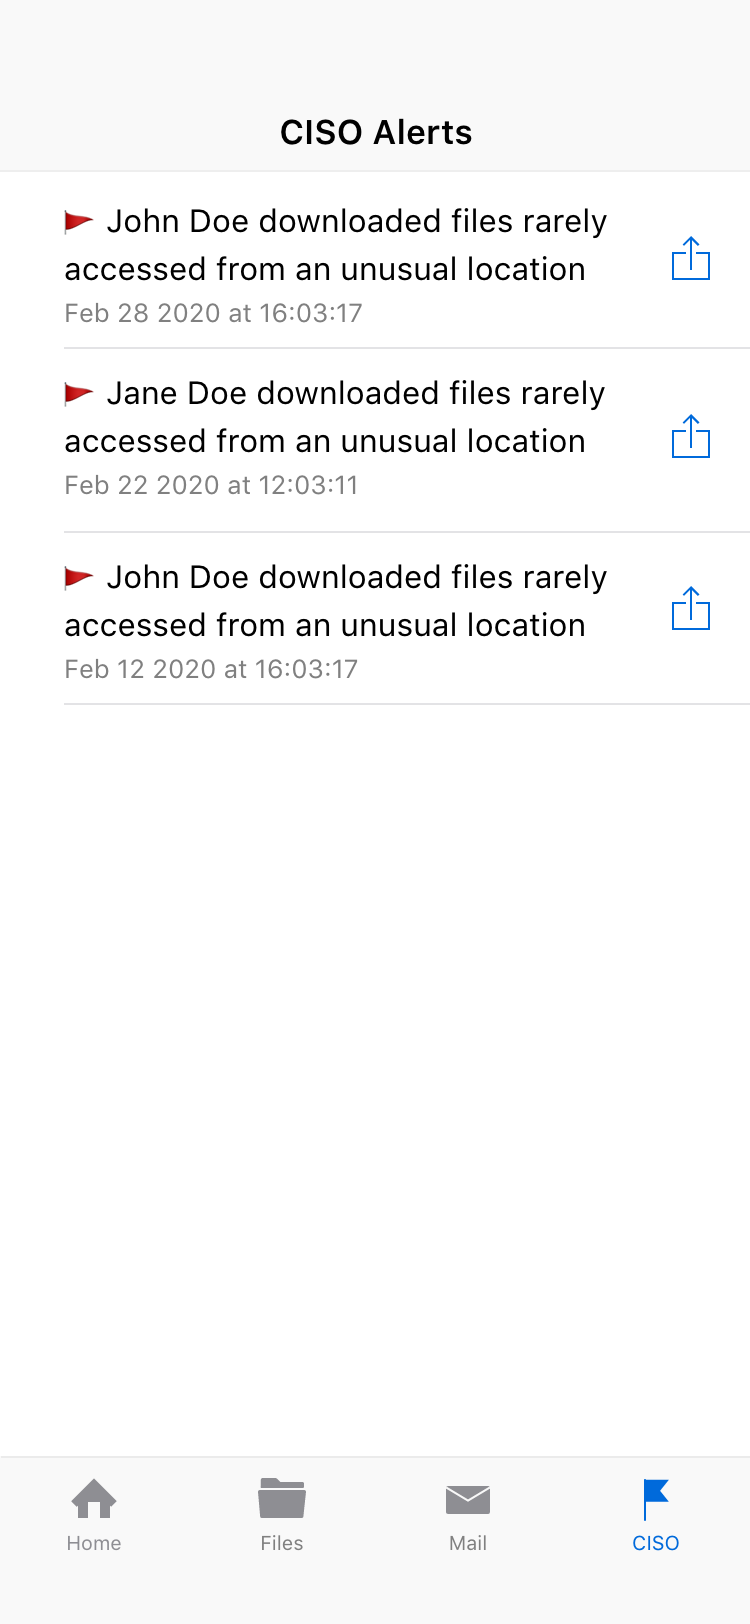 CISO Alerts
John Doe downloaded files rarely
accessed from an unusual location
Feb 28 2020 at 16:03:17
Jane Doe downloaded files rarely
accessed from an unusual location
Feb 22 2020 at 12:03:11
John Doe downloaded files rarely
accessed from an unusual location
Feb 12 2020 at 16:03:17
Home
Files
Mail
CISO